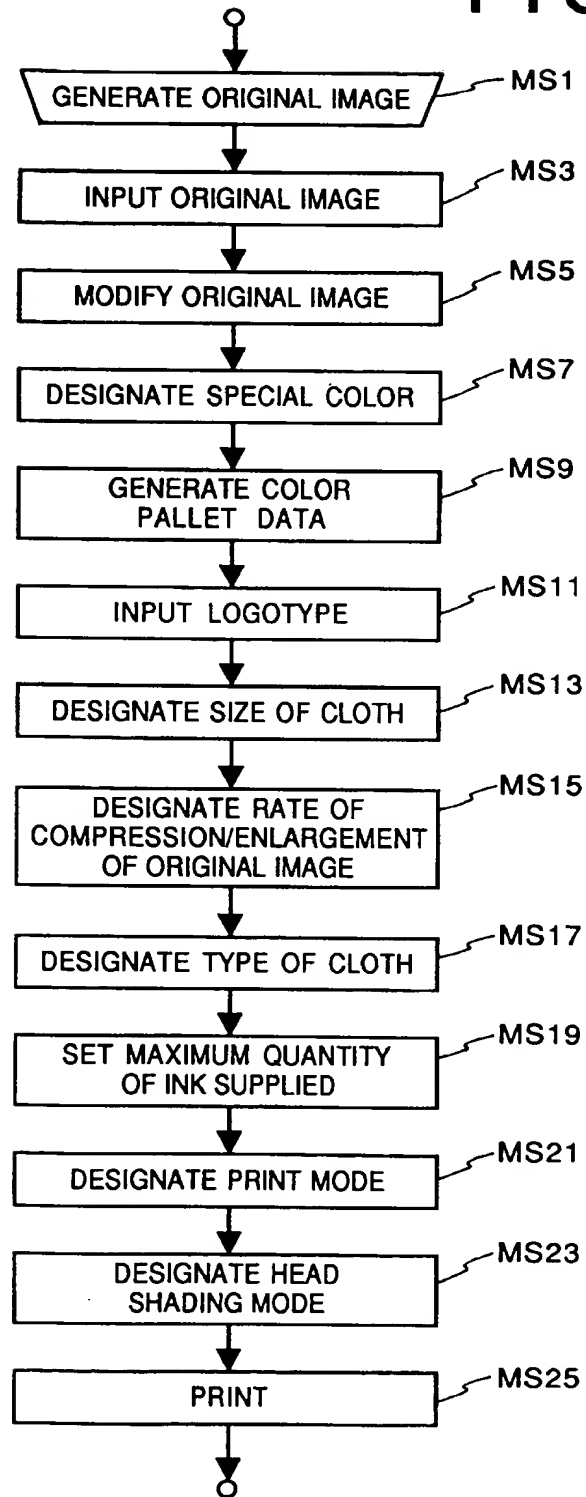 GENERATE ORIGINAL IMAGE
MS1
INPUT ORIGINAL IMAGE
MS3
MODIFY ORIGINAL IMAGE
MS5
DESIGNATE SPECIAL COLOR
MS7
GENERATE COLOR
PALLET DATA
MS9
INPUT LOGOTYPE
MS11
DESIGNATE SIZE OF CLOTH
MS13
DESIGNATE RATE OF
COMPRESSION/ENLARGEMENT
OF ORIGINAL IMAGE
MS15
DESIGNATE TYPE OF CLOTH
MS17
SET MAXIMUM QUANTITY
OF INK SUPPLIED
MS19
DESIGNATE PRINT MODE
MS21
DESIGNATE HEAD
SHADING MODE
MS23
PRINT
MS25